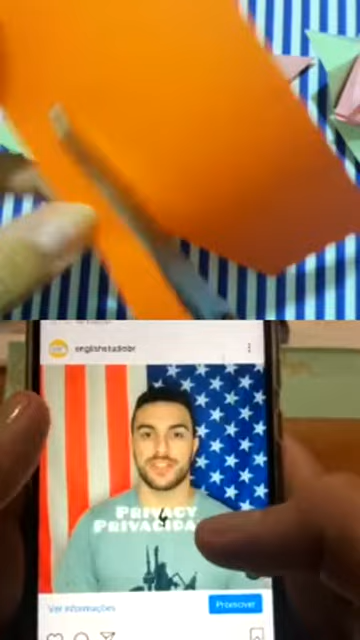 englishstudiobr
PRIVACY
PRIVACIDA
Ver informações
Promover